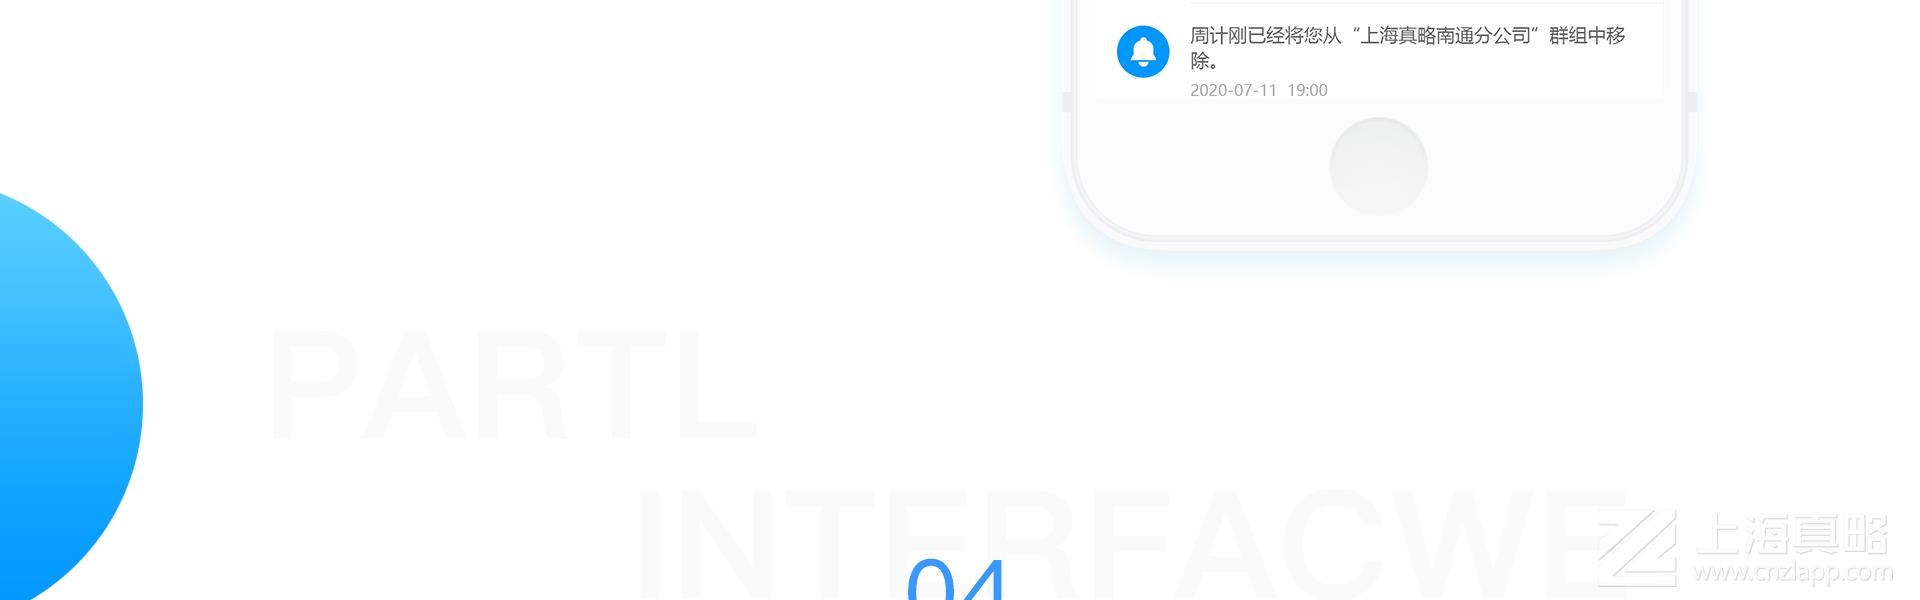 周计刚已经将您从“上海真略南通分公司”群组中移
除。
2020-07-11 19:00
PARTL
INTERFACWE
04
上海真略
www.cnzlapp.com